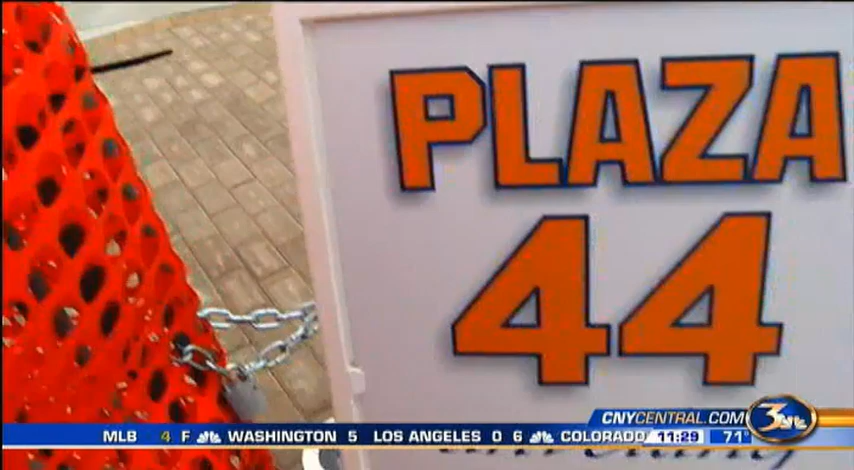 PLAZA
44
CNYCENTRAL.COM 3
MLB 4 F WASHINGTON 5 LOS ANGELES 0 6 COLORADO 11:29 71°